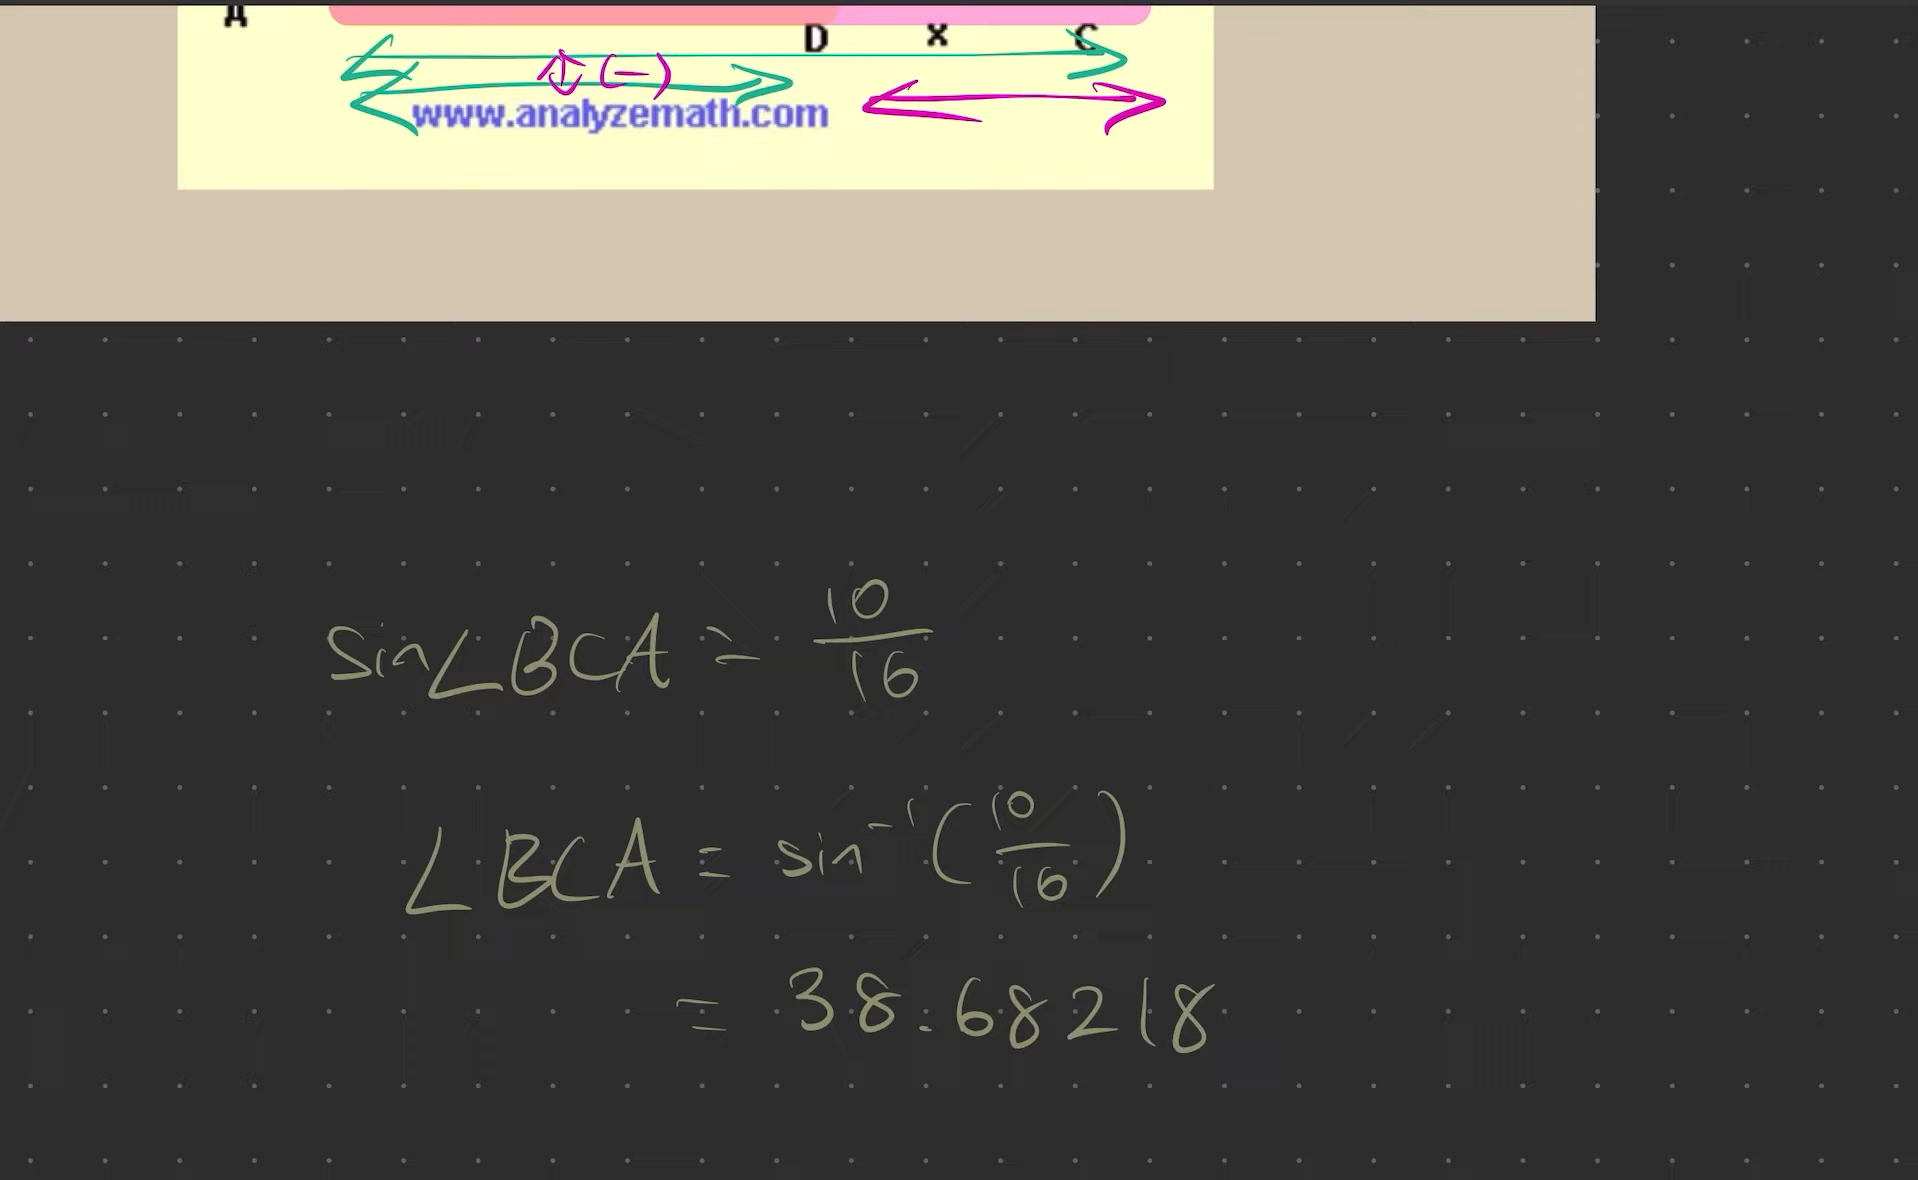 A
D x C
(-)
www.analyzemath.com
sin∠BCA = 10/16
∠BCA = sin⁻¹(10/16)
= 38.68218